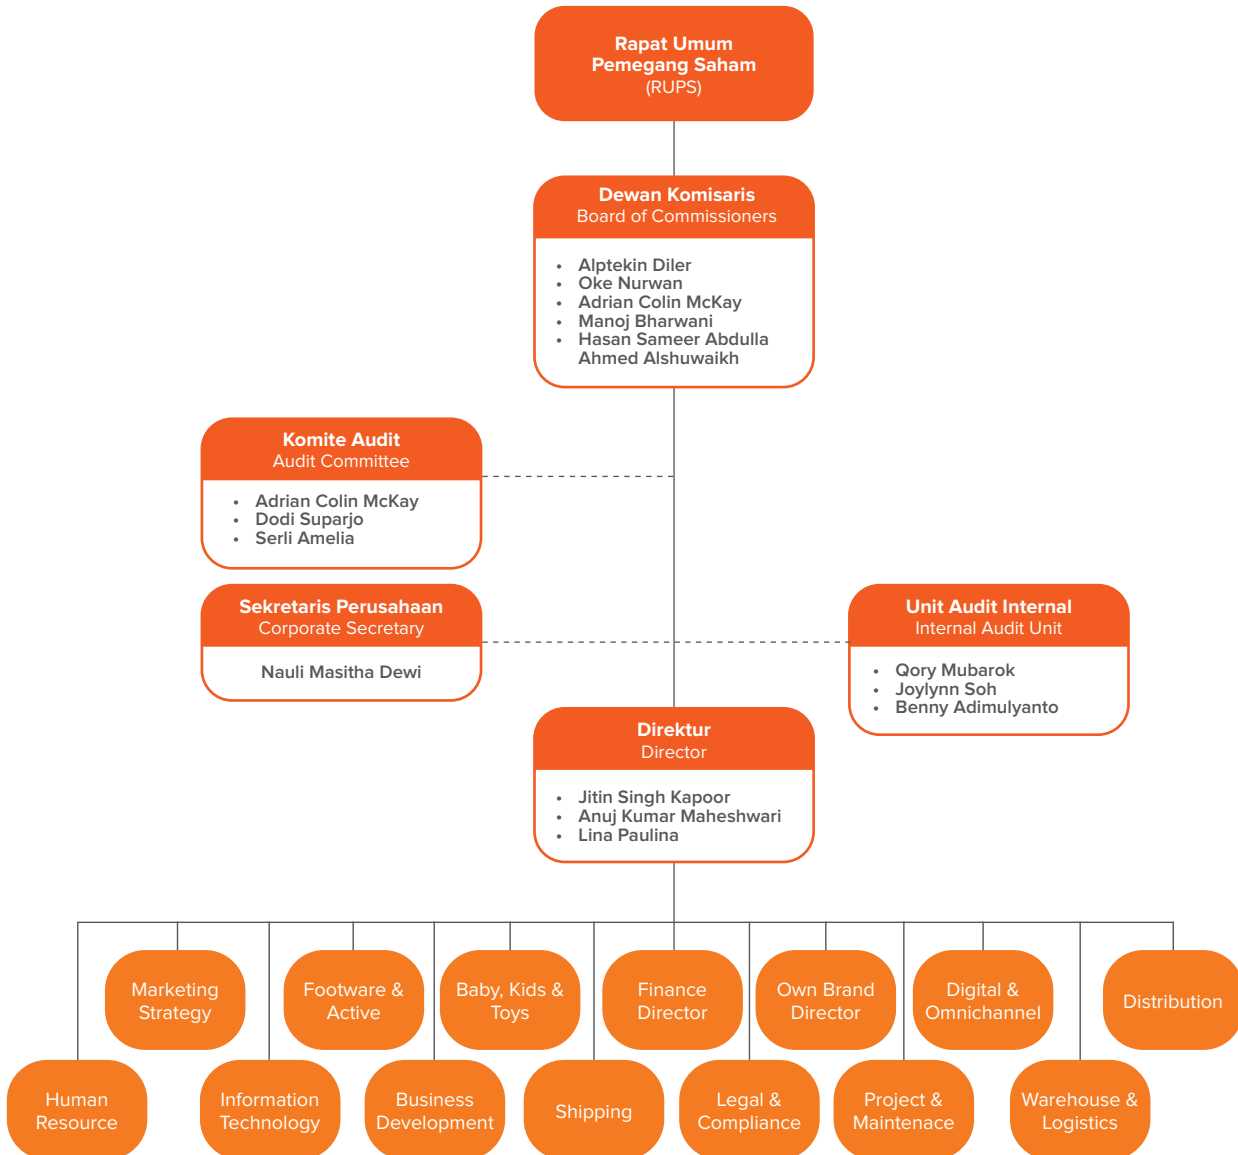 Rapat Umum
Pemegang Saham
(RUPS)
Dewan Komisaris
Board of Commissioners
• Alptekin Diler
• Oke Nurwan
• Adrian Colin McKay
• Manoj Bharwani
• Hasan Sameer Abdulla
Ahmed Alshuwaikh
Komite Audit
Audit Committee
• Adrian Colin McKay
• Dodi Suparjo
• Serli Amelia
Sekretaris Perusahaan
Corporate Secretary
Nauli Masitha Dewi
Unit Audit Internal
Internal Audit Unit
• Qory Mubarok
• Joylynn Soh
• Benny Adimulyanto
Direktur
Director
• Jitin Singh Kapoor
• Anuj Kumar Maheshwari
• Lina Paulina
Marketing
Strategy
Footware &
Active
Baby, Kids &
Toys
Finance
Director
Own Brand
Director
Digital &
Omnichannel
Distribution
Human
Resource
Information
Technology
Business
Development
Shipping
Legal &
Compliance
Project &
Maintenace
Warehouse &
Logistics